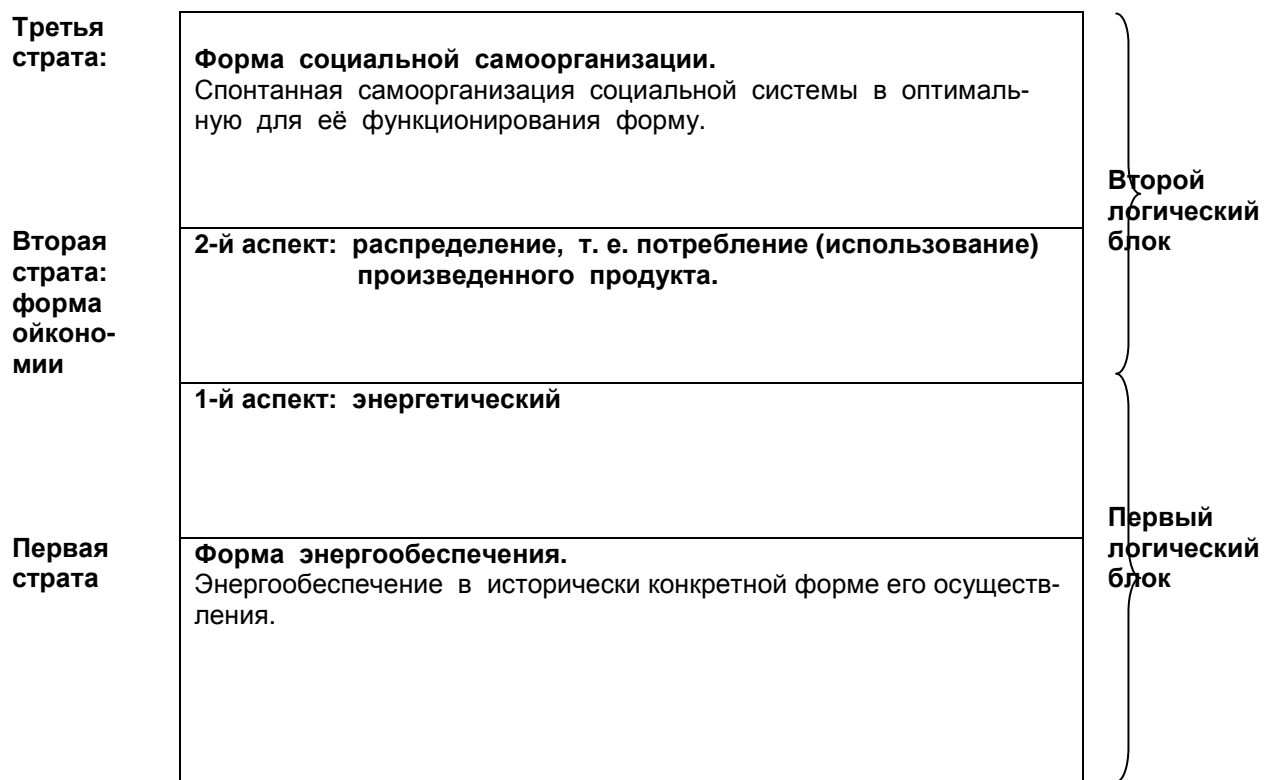 Третья
страта:
Форма социальной самоорганизации.
Спонтанная самоорганизация социальной системы в оптималь-
ную для её функционирования форму.
Второй
логический
блок
Вторая
страта:
форма
ойконо-
мии
2-й аспект: распределение, т. е. потребление (использование)
произведенного продукта.
1-й аспект: энергетический
Первый
логический
блок
Первая
страта
Форма энергообеспечения.
Энергообеспечение в исторически конкретной форме его осуществ-
ления.